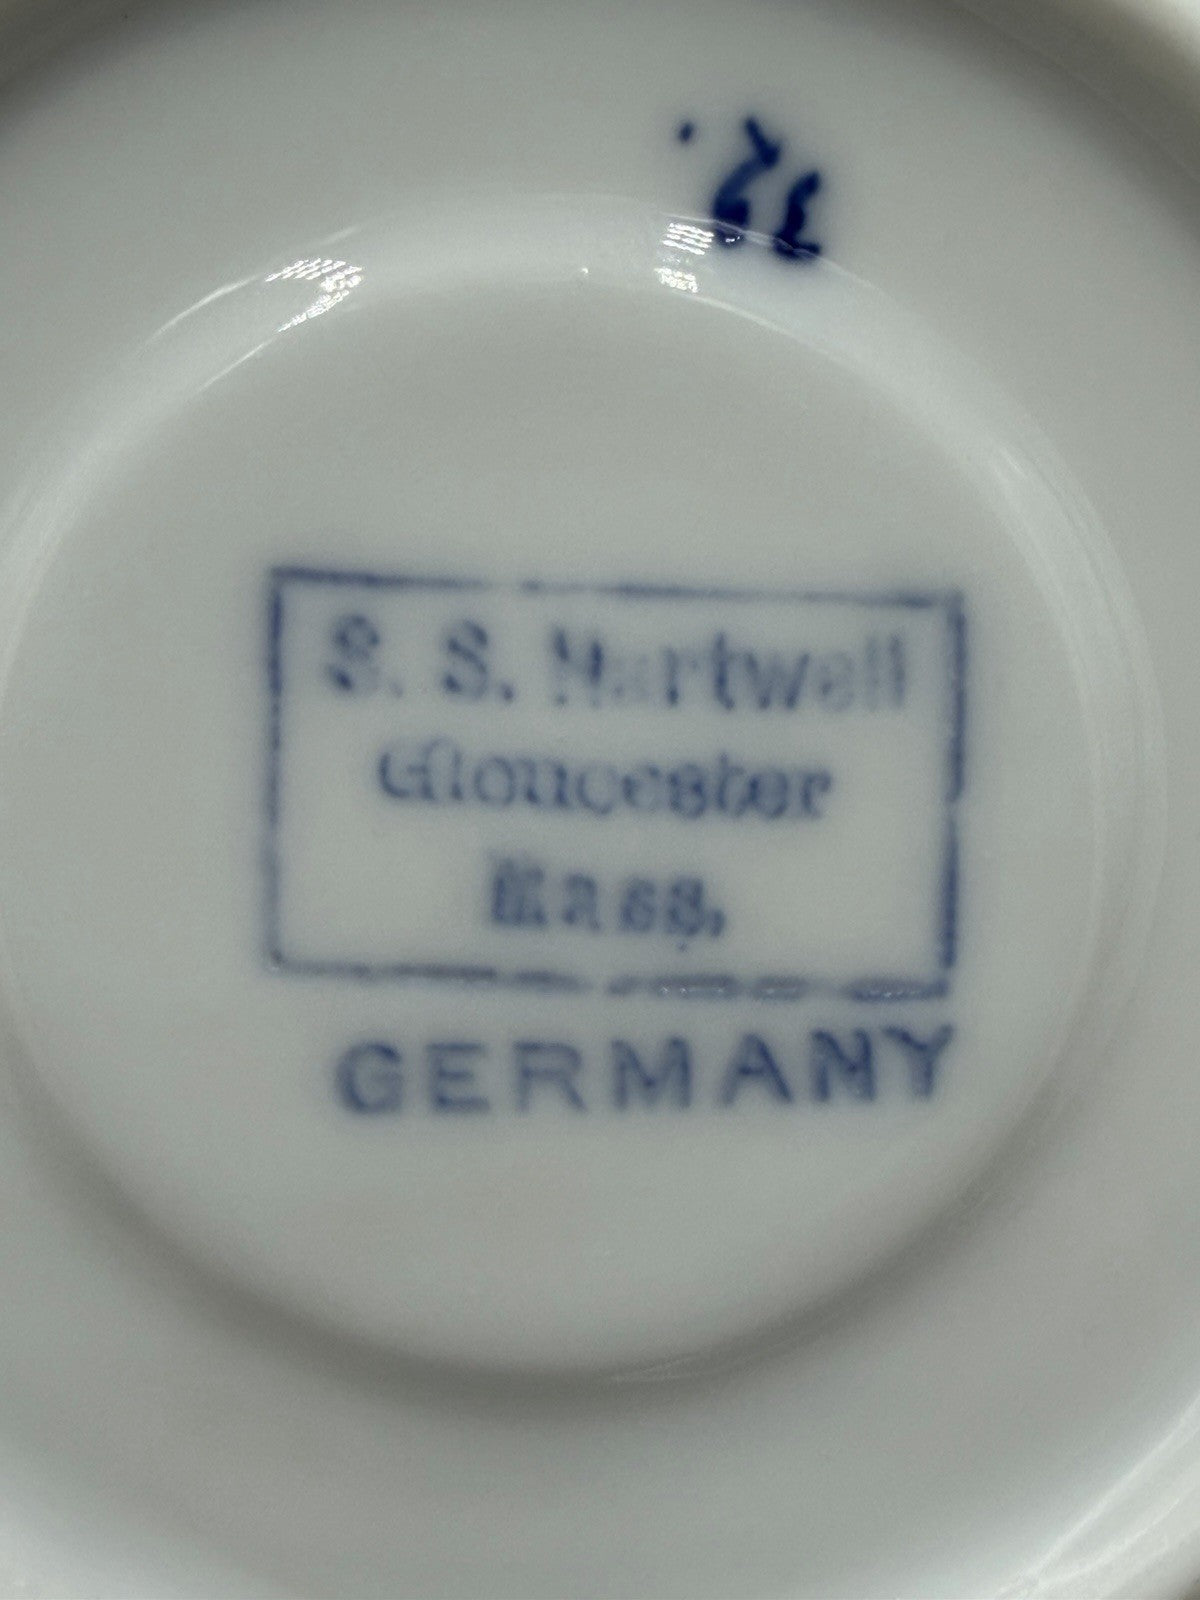 S. S. Hartwell
Gloucester
Mass.
GERMANY